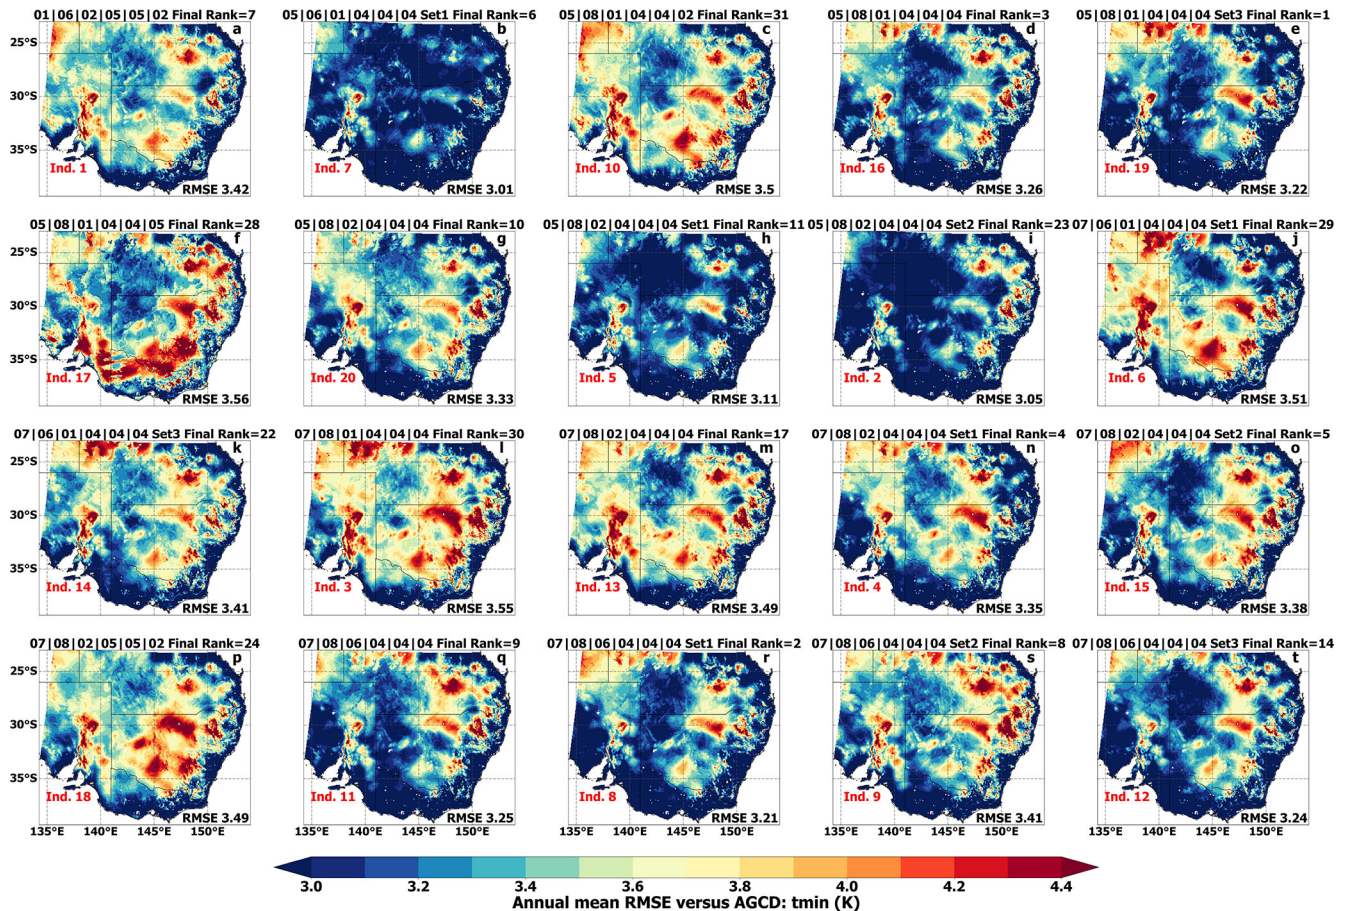 01 | 06 | 02 | 05 | 05 | 02 Final Rank=7
05 | 06 | 01 | 04 | 04 | 04 Set1 Final Rank=6
05 | 08 | 01 | 04 | 04 | 02 Final Rank=31
05 | 08 | 01 | 04 | 04 | 04 Final Rank=3
05 | 08 | 01 | 04 | 04 | 04 Set3 Final Rank=1
a
b
c
d
e
25°S
30°S
35°S
Ind. 1
Ind. 7
Ind. 10
Ind. 16
Ind. 19
RMSE 3.42
RMSE 3.01
RMSE 3.5
RMSE 3.26
RMSE 3.22
05 | 08 | 01 | 04 | 04 | 05 Final Rank=28
05 | 08 | 02 | 04 | 04 | 04 Final Rank=10
05 | 08 | 02 | 04 | 04 | 04 Set1 Final Rank=11
05 | 08 | 02 | 04 | 04 | 04 Set2 Final Rank=23
07 | 06 | 01 | 04 | 04 | 04 Set1 Final Rank=29
f
g
h
i
j
25°S
30°S
35°S
Ind. 17
Ind. 20
Ind. 5
Ind. 2
Ind. 6
RMSE 3.56
RMSE 3.33
RMSE 3.11
RMSE 3.05
RMSE 3.51
07 | 06 | 01 | 04 | 04 | 04 Set3 Final Rank=22
07 | 08 | 01 | 04 | 04 | 04 Final Rank=30
07 | 08 | 02 | 04 | 04 | 04 Final Rank=17
07 | 08 | 02 | 04 | 04 | 04 Set1 Final Rank=4
07 | 08 | 02 | 04 | 04 | 04 Set2 Final Rank=5
k
l
m
n
o
25°S
30°S
35°S
Ind. 14
Ind. 3
Ind. 13
Ind. 4
Ind. 15
RMSE 3.41
RMSE 3.55
RMSE 3.49
RMSE 3.35
RMSE 3.38
07 | 08 | 02 | 05 | 05 | 02 Final Rank=24
07 | 08 | 06 | 04 | 04 | 04 Final Rank=9
07 | 08 | 06 | 04 | 04 | 04 Set1 Final Rank=2
07 | 08 | 06 | 04 | 04 | 04 Set2 Final Rank=8
07 | 08 | 06 | 04 | 04 | 04 Set3 Final Rank=14
p
q
r
s
t
25°S
30°S
35°S
Ind. 18
Ind. 11
Ind. 8
Ind. 9
Ind. 12
RMSE 3.49
RMSE 3.25
RMSE 3.21
RMSE 3.41
RMSE 3.24
135°E 140°E 145°E 150°E
135°E 140°E 145°E 150°E
135°E 140°E 145°E 150°E
135°E 140°E 145°E 150°E
135°E 140°E 145°E 150°E
3.0 3.2 3.4 3.6 3.8 4.0 4.2 4.4
Annual mean RMSE versus AGCD: tmin (K)